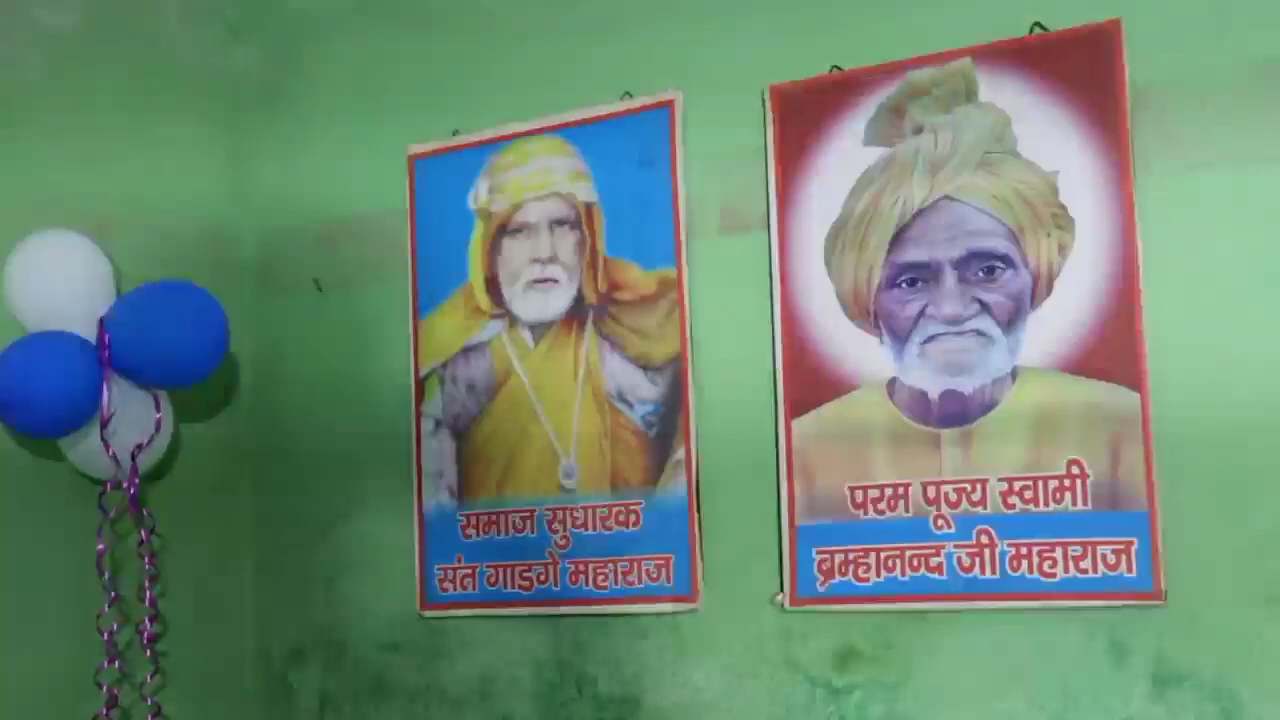 समाज सुधारक
संत गाडगे महाराज
परम पूज्य स्वामी
ब्रम्हानन्द जी महाराज